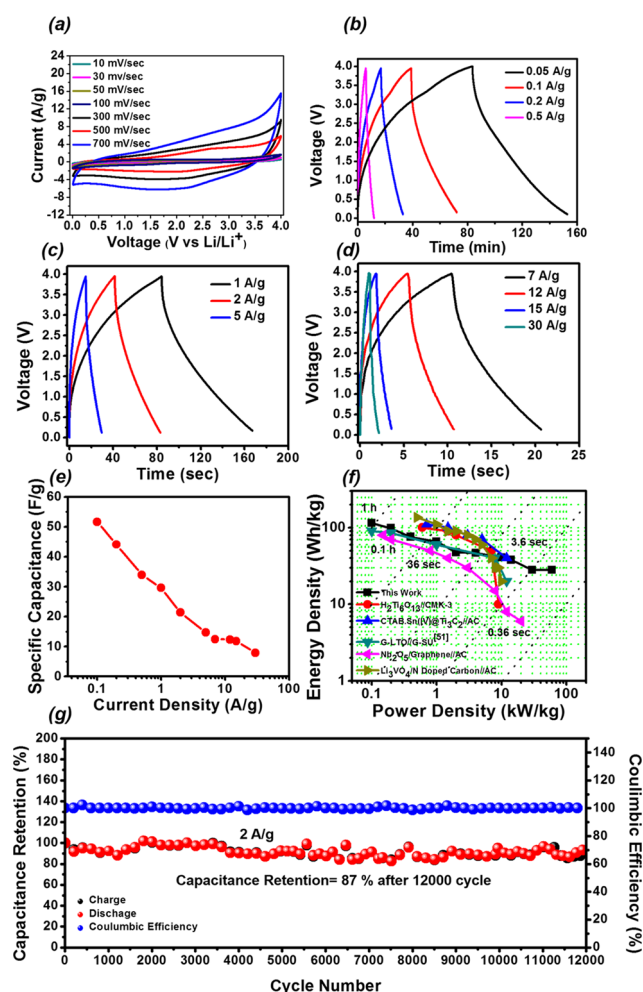 (a)
24
20
16
12
8
4
0
-4
-8
-12
Current (A/g)
10 mV/sec
30 mv/sec
50 mV/sec
100 mV/sec
300 mV/sec
500 mV/sec
700 mV/sec
0.0 0.5 1.0 1.5 2.0 2.5 3.0 3.5 4.0
Voltage (V vs Li/Li+)
(b)
4.0
3.5
3.0
2.5
2.0
1.5
1.0
0.5
0.0
Voltage (V)
0.05 A/g
0.1 A/g
0.2 A/g
0.5 A/g
0 40 80 120 160
Time (min)
(c)
4.0
3.5
3.0
2.5
2.0
1.5
1.0
0.5
0.0
Voltage (V)
1 A/g
2 A/g
5 A/g
0 40 80 120 160 200
Time (sec)
(d)
4.0
3.5
3.0
2.5
2.0
1.5
1.0
0.5
0.0
Voltage (V)
7 A/g
12 A/g
15 A/g
30 A/g
0 5 10 15 20 25
Time (sec)
(e)
60
50
40
30
20
10
0
Specific Capacitance (F/g)
0.1 1 10 100
Current Density (A/g)
(f)
100
10
1
Energy Density (Wh/kg)
1 h
0.1 h
36 sec
3.6 sec
0.36 sec
This Work
H2Ti6O13//CMK-3
CTAB.Sn(IV)@Ti3C2//AC
G-LTO//G-SU[51]
Nb2O5/Graphene//AC
Li3VO4/N Doped Carbon//AC
0.1 1 10 100
Power Density (kW/kg)
(g)
200
180
160
140
120
100
80
60
40
20
0
Capacitance Retention (%)
2 A/g
Capacitance Retention= 87 % after 12000 cycle
Charge
Dischage
Coulumbic Efficiency
140
120
100
80
60
40
20
0
Coulimbic Efficiency (%)
0 1000 2000 3000 4000 5000 6000 7000 8000 9000 10000 11000 12000
Cycle Number